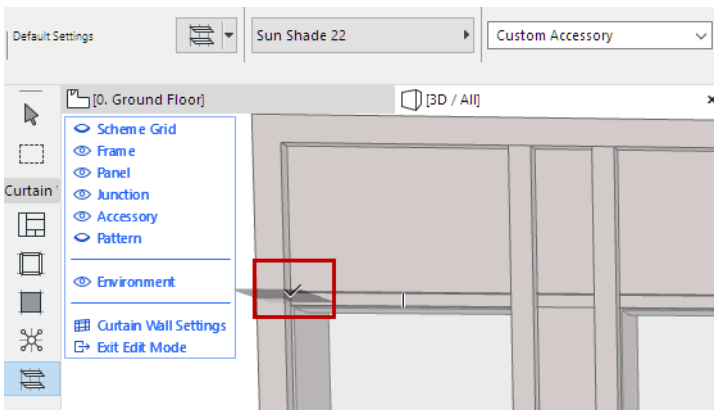 Default Settings
Sun Shade 22
Custom Accessory
[0. Ground Floor]
[3D / All]
Scheme Grid
Frame
Panel
Junction
Curtain
Accessory
Pattern
Environment
Curtain Wall Settings
Exit Edit Mode